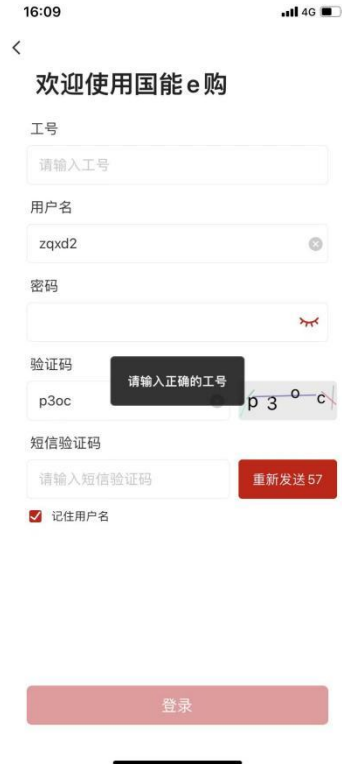 16:09
4G
欢迎使用国能e购
工号
请输入工号
用户名
zqxd2
密码
验证码
请输入正确的工号
p3oc
p3oc
短信验证码
请输入短信验证码
重新发送57
记住用户名
登录